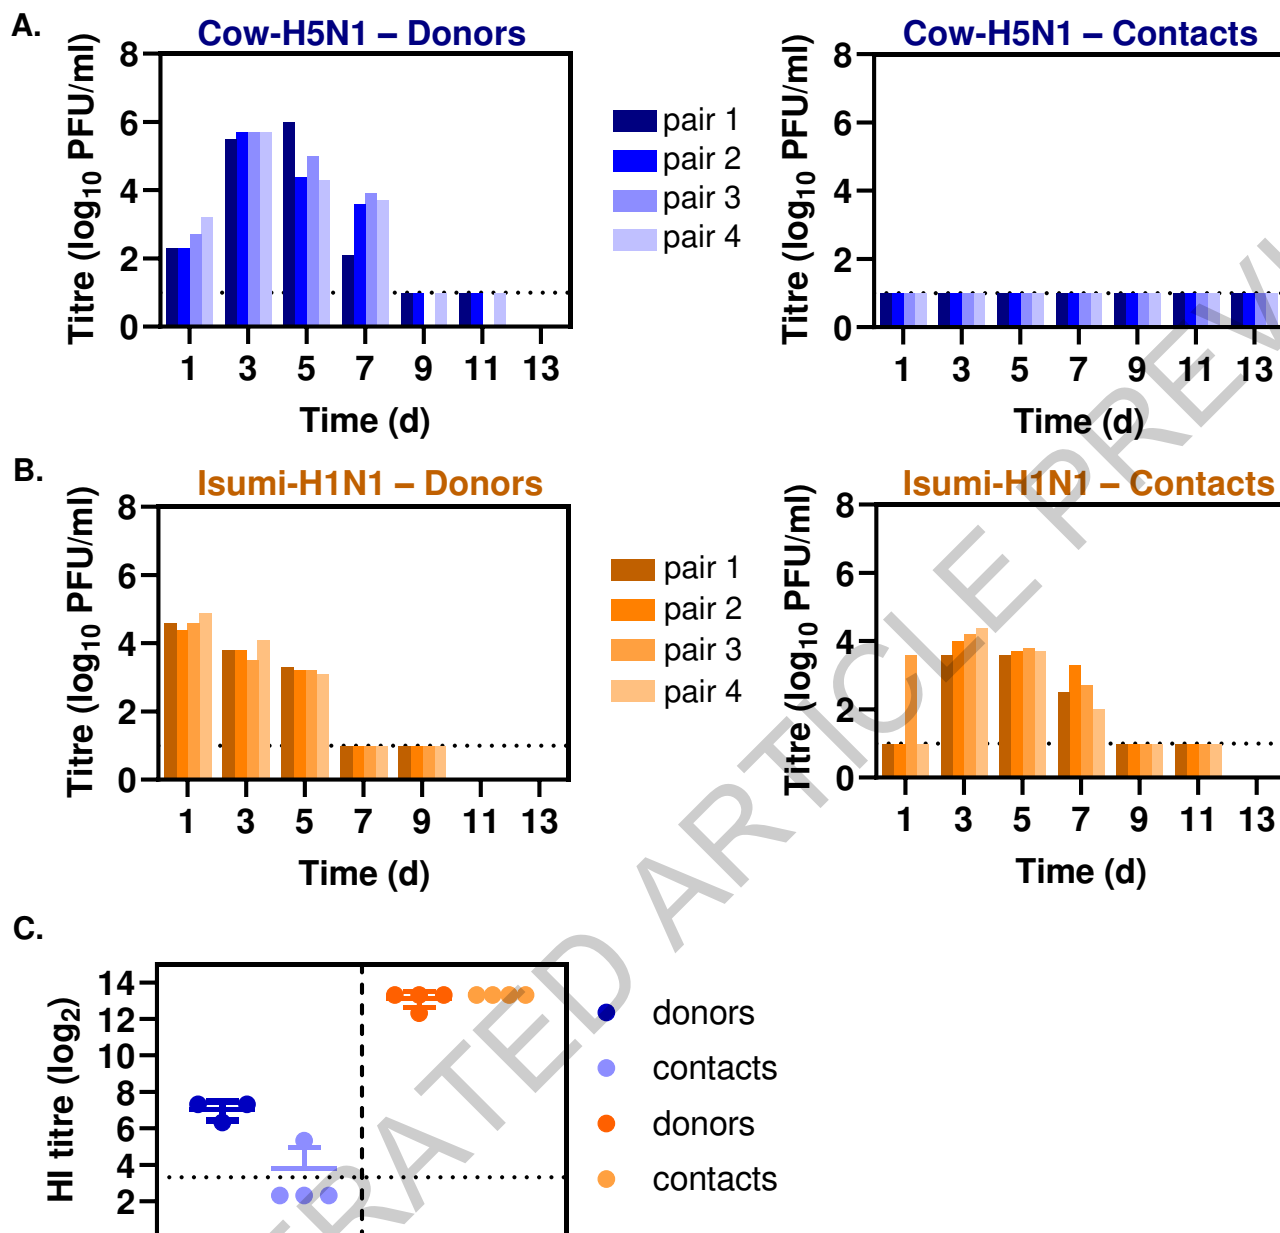 A.
Cow-H5N1 – Donors
Titre (log10 PFU/ml)
8
6
4
2
0
1 3 5 7 9 11 13
Time (d)
pair 1
pair 2
pair 3
pair 4
Cow-H5N1 – Contacts
Titre (log10 PFU/ml)
8
6
4
2
0
1 3 5 7 9 11 13
Time (d)
B.
Isumi-H1N1 – Donors
Titre (log10 PFU/ml)
8
6
4
2
0
1 3 5 7 9 11 13
Time (d)
pair 1
pair 2
pair 3
pair 4
Isumi-H1N1 – Contacts
Titre (log10 PFU/ml)
8
6
4
2
0
1 3 5 7 9 11 13
Time (d)
C.
HI titre (log2)
14
12
10
8
6
4
2
donors
contacts
donors
contacts
ERATED ARTICLE PREV